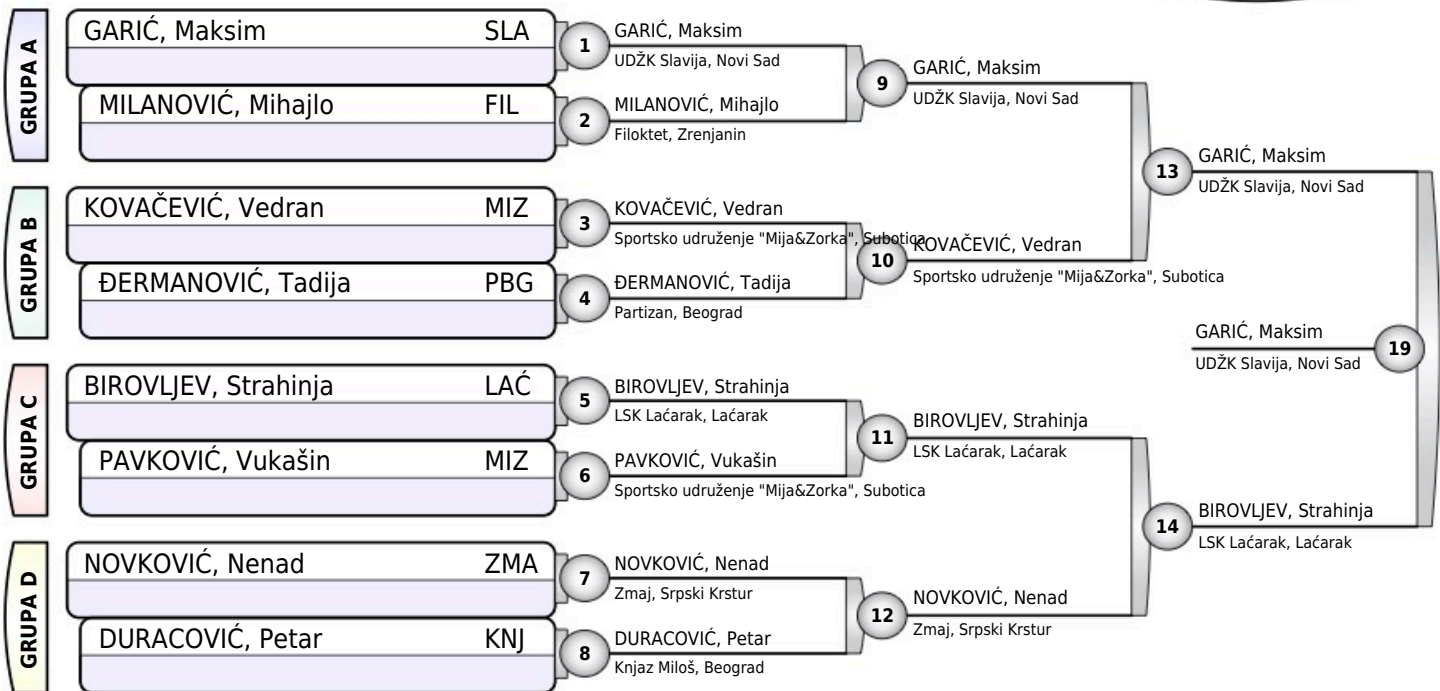 GRUPA A
GARIĆ, Maksim SLA
MILANOVIĆ, Mihajlo FIL
1
GARIĆ, Maksim
UDŽK Slavija, Novi Sad
2
MILANOVIĆ, Mihajlo
Filoktet, Zrenjanin
9
GARIĆ, Maksim
UDŽK Slavija, Novi Sad
GRUPA B
KOVAČEVIĆ, Vedran MIZ
ĐERMANOVIĆ, Tadija PBG
3
KOVAČEVIĆ, Vedran
Sportsko udruženje "Mija&Zorka", Subotica
4
ĐERMANOVIĆ, Tadija
Partizan, Beograd
10
KOVAČEVIĆ, Vedran
Sportsko udruženje "Mija&Zorka", Subotica
13
GARIĆ, Maksim
UDŽK Slavija, Novi Sad
GRUPA C
BIROVLJEV, Strahinja LAĆ
PAVKOVIĆ, Vukašin MIZ
5
BIROVLJEV, Strahinja
LSK Laćarak, Laćarak
6
PAVKOVIĆ, Vukašin
Sportsko udruženje "Mija&Zorka", Subotica
11
BIROVLJEV, Strahinja
LSK Laćarak, Laćarak
GRUPA D
NOVKOVIĆ, Nenad ZMA
DURACOVIĆ, Petar KNJ
7
NOVKOVIĆ, Nenad
Zmaj, Srpski Krstur
8
DURACOVIĆ, Petar
Knjaz Miloš, Beograd
12
NOVKOVIĆ, Nenad
Zmaj, Srpski Krstur
14
BIROVLJEV, Strahinja
LSK Laćarak, Laćarak
GARIĆ, Maksim
UDŽK Slavija, Novi Sad
19